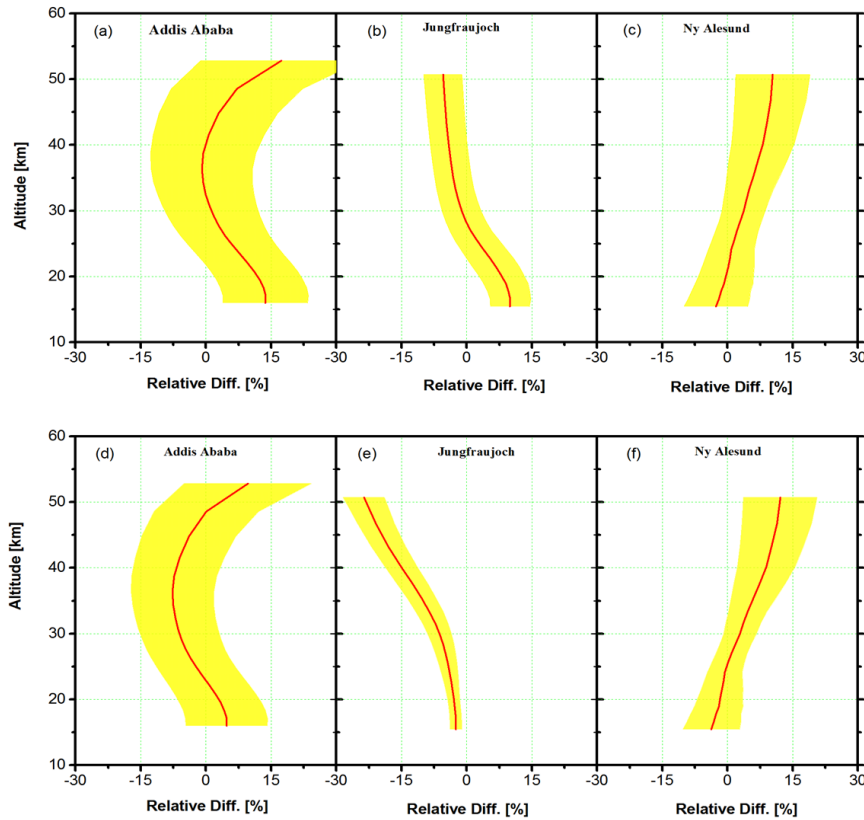 (a) Addis Ababa
(b) Jungfraujoch
(c) Ny Alesund
60
50
40
30
20
10
Altitude [km]
-30 -15 0 15 -30 -15 0 15 -30 -15 0 15 30
Relative Diff. [%] Relative Diff. [%] Relative Diff. [%]
(d) Addis Ababa
(e) Jungfraujoch
(f) Ny Alesund
60
50
40
30
20
10
Altitude [km]
-30 -15 0 15 -30 -15 0 15 -30 -15 0 15 30
Relative Diff. [%] Relative Diff. [%] Relative Diff. [%]